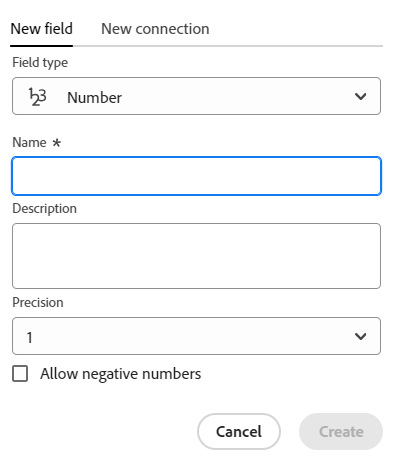 New field New connection
Field type
123 Number
Name *
Description
Precision
1
Allow negative numbers
Cancel Create